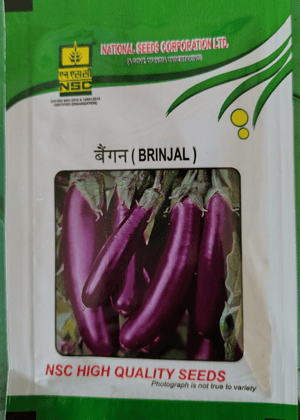 NATIONAL SEEDS CORPORATION LTD.
एन एस सी
NSC
बैंगन ( BRINJAL )
NSC HIGH QUALITY SEEDS
Photograph is not true to variety